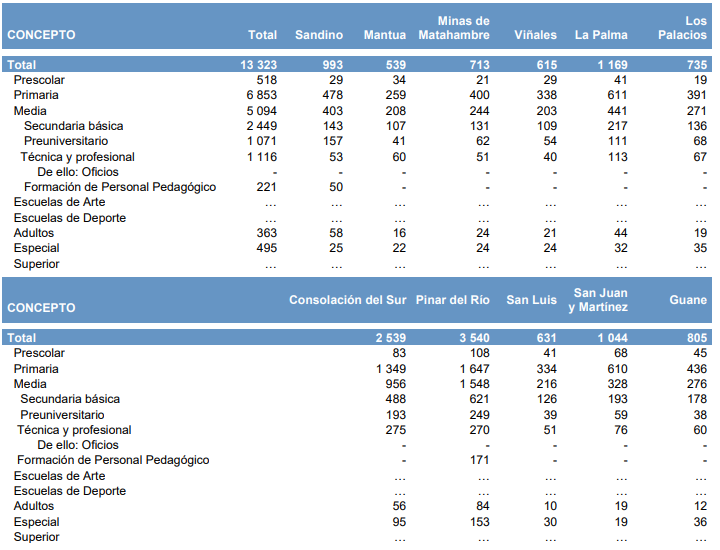 CONCEPTO Total Sandino Mantua Minas de Matahambre Viñales La Palma Los Palacios
Total 13 323 993 539 713 615 1 169 735
Prescolar 518 29 34 21 29 41 19
Primaria 6 853 478 259 400 338 611 391
Media 5 094 403 208 244 203 441 271
Secundaria básica 2 449 143 107 131 109 217 136
Preuniversitario 1 071 157 41 62 54 111 68
Técnica y profesional 1 116 53 60 51 40 113 67
De ello: Oficios - - - - - - -
Formación de Personal Pedagógico 221 50 - - - - -
Escuelas de Arte … … … … … … …
Escuelas de Deporte … … … … … … …
Adultos 363 58 16 24 21 44 19
Especial 495 25 22 24 24 32 35
Superior … … … … … … …
CONCEPTO Consolación del Sur Pinar del Río San Luis San Juan y Martínez Guane
Total 2 539 3 540 631 1 044 805
Prescolar 83 108 41 68 45
Primaria 1 349 1 647 334 610 436
Media 956 1 548 216 328 276
Secundaria básica 488 621 126 193 178
Preuniversitario 193 249 39 59 38
Técnica y profesional 275 270 51 76 60
De ello: Oficios - - - - -
Formación de Personal Pedagógico - 171 - - -
Escuelas de Arte … … … … …
Escuelas de Deporte … … … … …
Adultos 56 84 10 19 12
Especial 95 153 30 19 36
Superior … … … … …